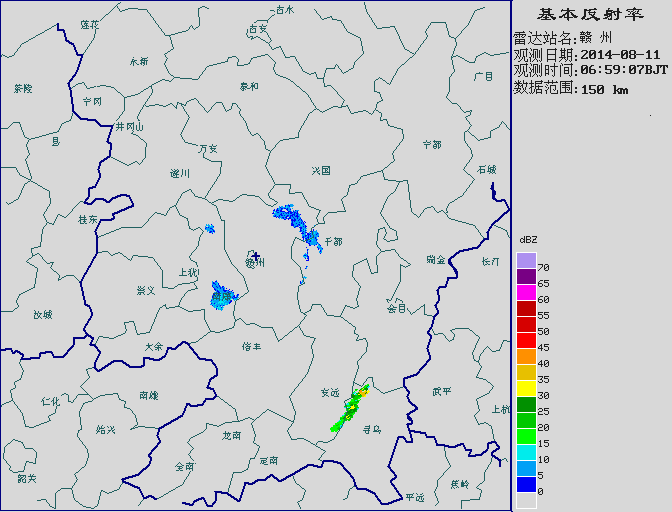 基本反射率
雷达站名:赣 州
观测日期:2014-08-11
观测时间:06:59:07BJT
数据范围:150 km
dBZ
70
65
60
55
50
45
40
35
30
25
20
15
10
5
0
莲花
吉水
吉安
永新
广昌
茶陵
宁冈
泰和
井冈山
宁都
万安
遂川
兴国
石城
桂东
于都
赣州
瑞金
长汀
上犹
崇义
会昌
汝城
大余
信丰
安远
武平
仁化
南雄
上杭
始兴
龙南
寻乌
定南
全南
韶关
蕉岭
平远